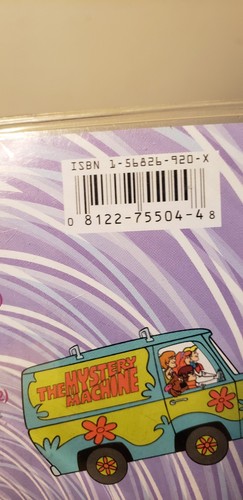 ISBN 1-56826-920-X
0 8122-75504-4 8
THE MYSTERY
MACHINE